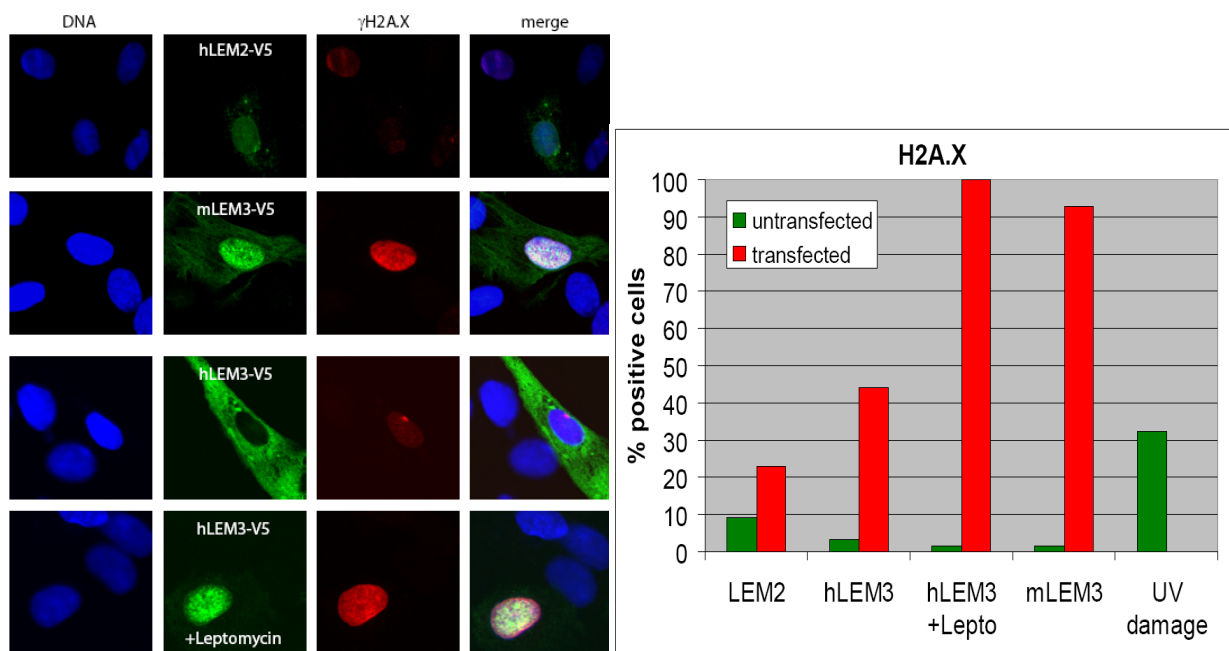 DNA
γH2A.X
merge
hLEM2-V5
mLEM3-V5
hLEM3-V5
hLEM3-V5
+Leptomycin
H2A.X
% positive cells
100
90
80
70
60
50
40
30
20
10
0
untransfected
transfected
LEM2
hLEM3
hLEM3
+Lepto
mLEM3
UV
damage